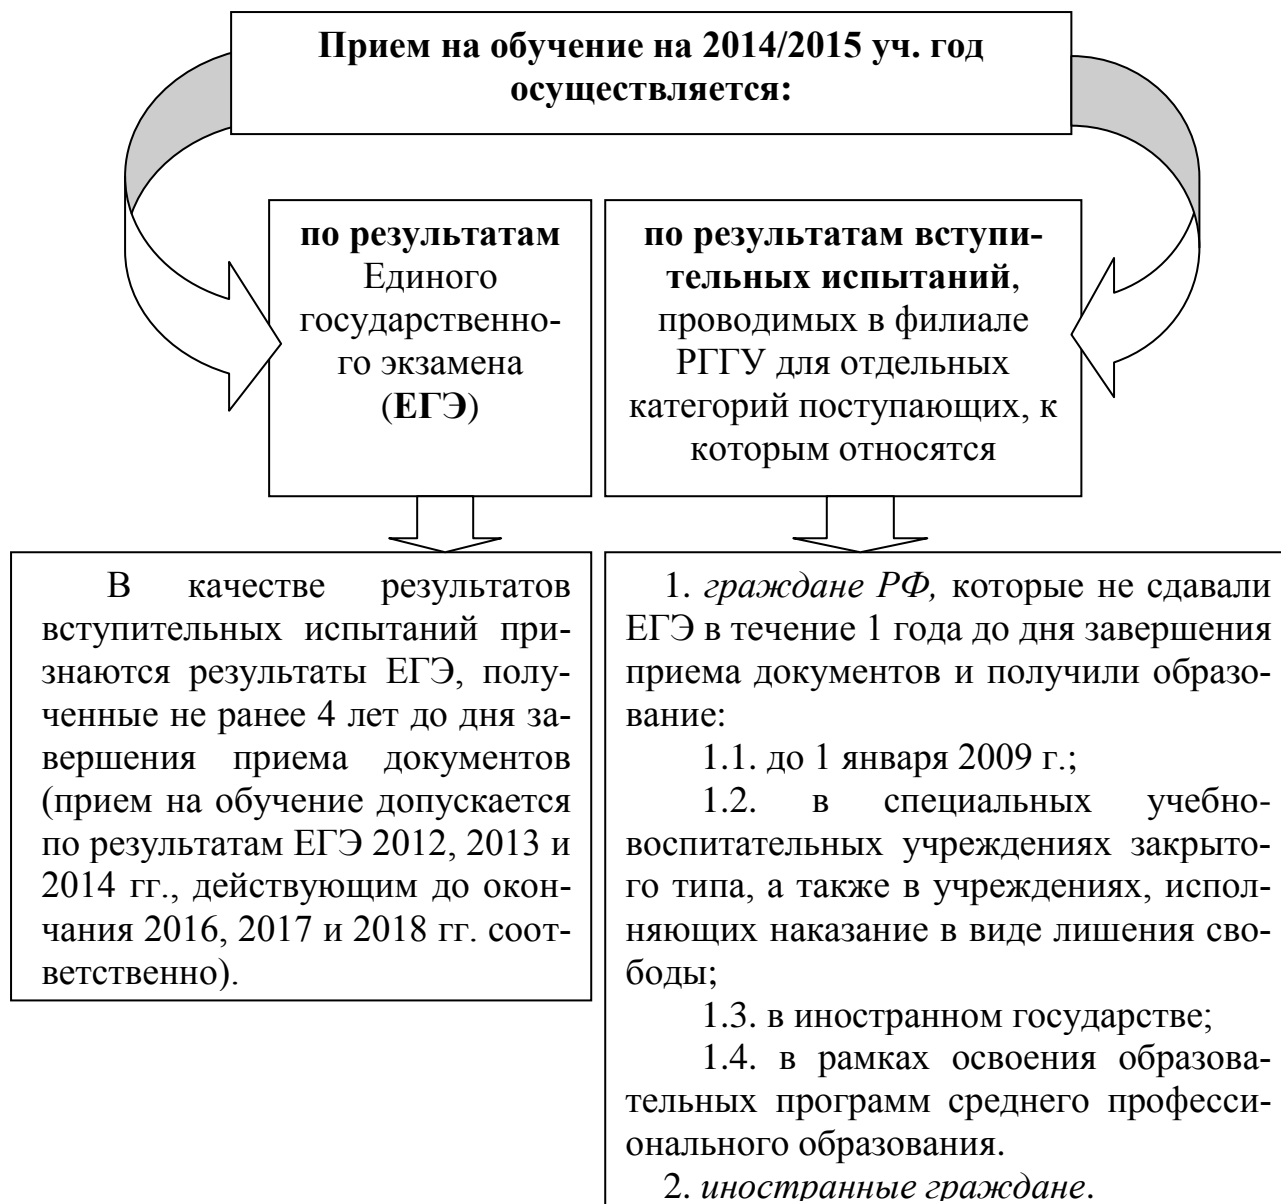 Прием на обучение на 2014/2015 уч. год
осуществляется:
по результатам
Единого
государственно-
го экзамена
(ЕГЭ)
по результатам вступи-
тельных испытаний,
проводимых в филиале
РГГУ для отдельных
категорий поступающих, к
которым относятся
В качестве результатов
вступительных испытаний при-
знаются результаты ЕГЭ, полу-
ченные не ранее 4 лет до дня за-
вершения приема документов
(прием на обучение допускается
по результатам ЕГЭ 2012, 2013 и
2014 гг., действующим до окон-
чания 2016, 2017 и 2018 гг. соот-
ветственно).
1. граждане РФ, которые не сдавали
ЕГЭ в течение 1 года до дня завершения
приема документов и получили образо-
вание:
1.1. до 1 января 2009 г.;
1.2. в специальных учебно-
воспитательных учреждениях закрыто-
го типа, а также в учреждениях, испол-
няющих наказание в виде лишения сво-
боды;
1.3. в иностранном государстве;
1.4. в рамках освоения образова-
тельных программ среднего професси-
онального образования.
2. иностранные граждане.